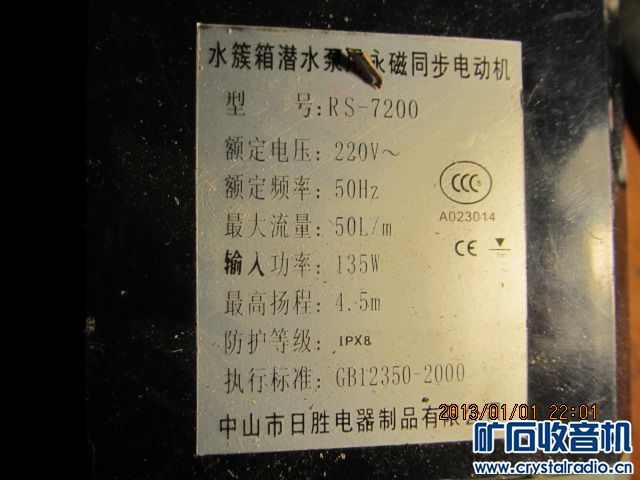 水簇箱潜水泵用永磁同步电动机
型 号: RS-7200
额定电压: 220V～
额定频率: 50Hz
最大流量: 50L/m
输入功率: 135W
最高扬程: 4.5m
防护等级: IPX8
执行标准: GB12350-2000
中山市日胜电器制品有限
CCC S
A023014
CE
1m
2013/01/01 22:01
矿石收音机
www.crystalradio.cn